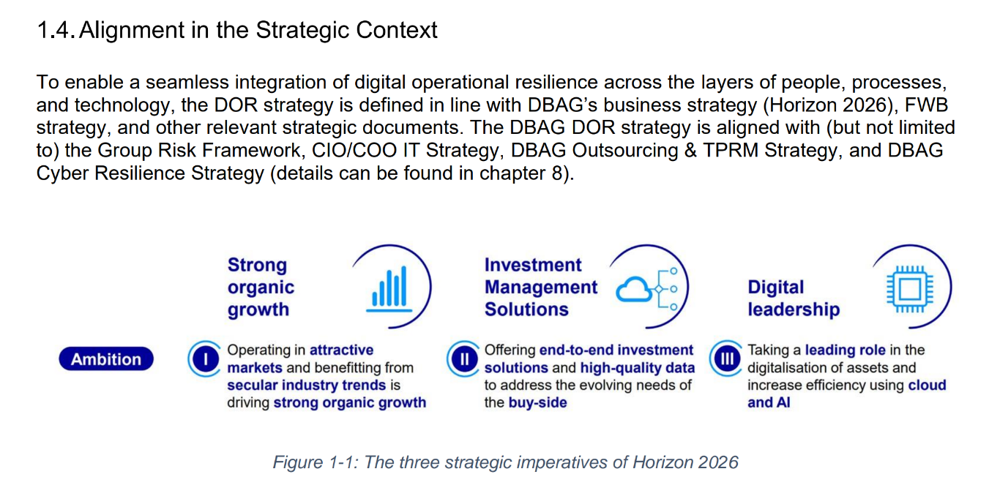 1.4. Alignment in the Strategic Context
To enable a seamless integration of digital operational resilience across the layers of people, processes,
and technology, the DOR strategy is defined in line with DBAG’s business strategy (Horizon 2026), FWB
strategy, and other relevant strategic documents. The DBAG DOR strategy is aligned with (but not limited
to) the Group Risk Framework, CIO/COO IT Strategy, DBAG Outsourcing & TPRM Strategy, and DBAG
Cyber Resilience Strategy (details can be found in chapter 8).
Strong
organic
growth
Investment
Management
Solutions
Digital
leadership
Ambition
I
Operating in attractive
markets and benefitting from
secular industry trends is
driving strong organic growth
II
Offering end-to-end investment
solutions and high-quality data
to address the evolving needs of
the buy-side
III
Taking a leading role in the
digitalisation of assets and
increase efficiency using cloud
and AI
Figure 1-1: The three strategic imperatives of Horizon 2026